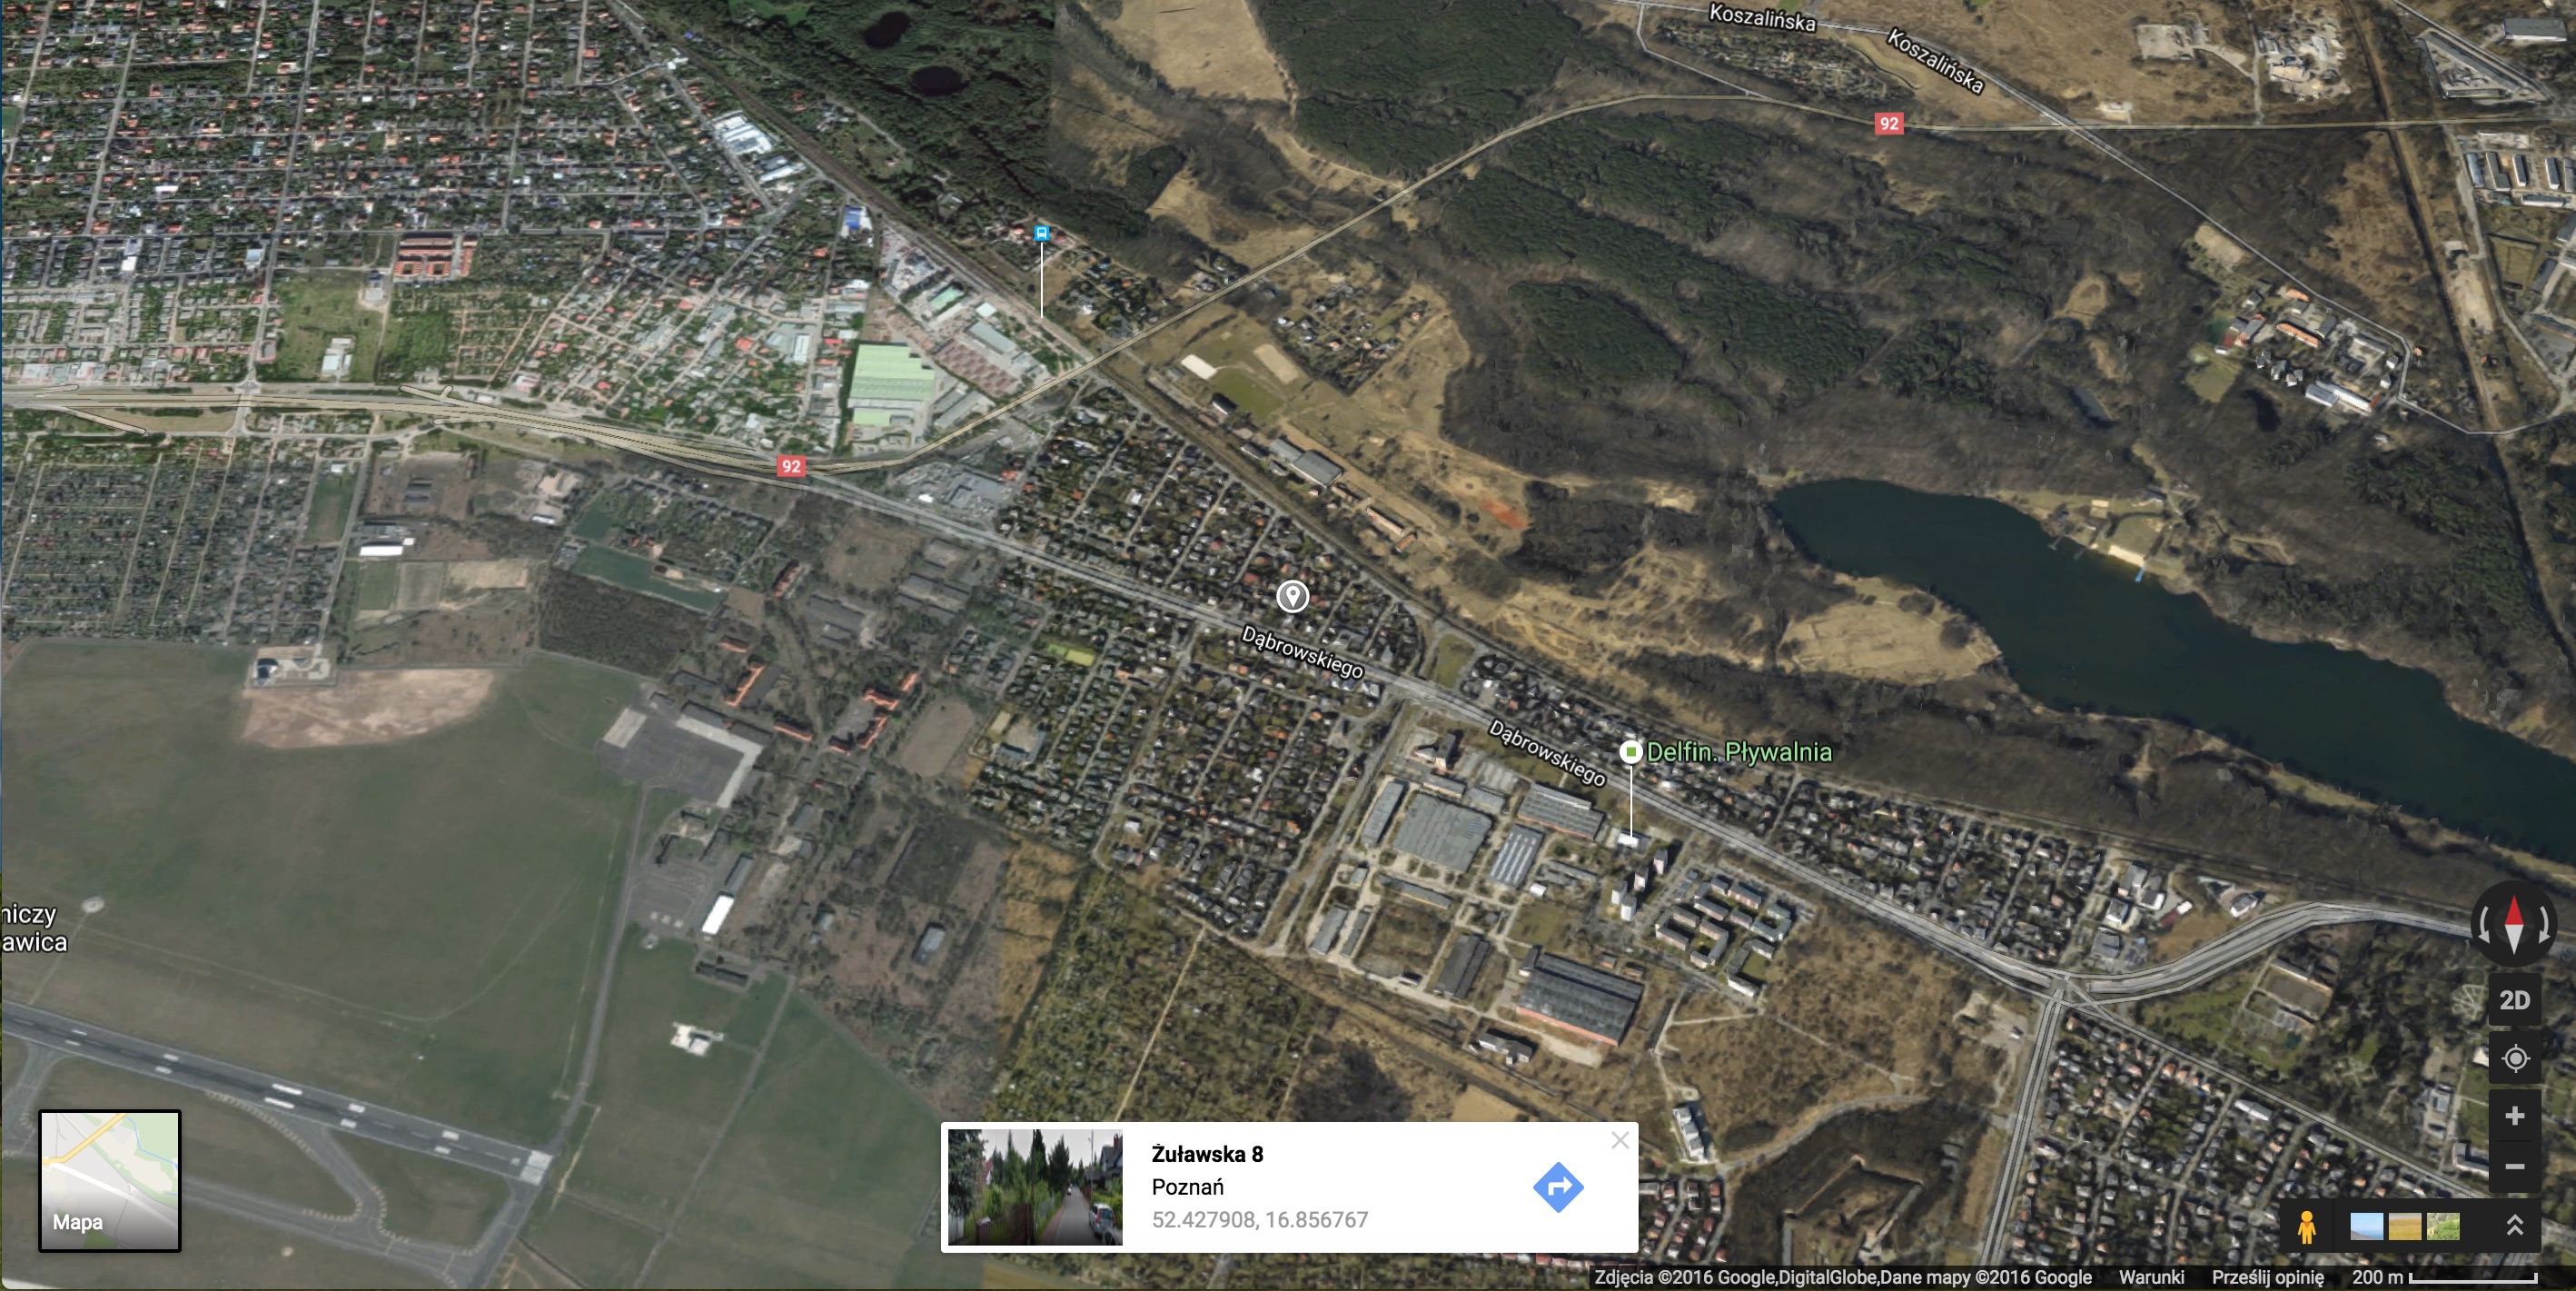 Koszalińska
Koszalińska
92
92
Dąbrowskiego
Dąbrowskiego
Delfin. Pływalnia
niczy
awica
2D
Mapa
Żuławska 8
Poznań
52.427908, 16.856767
Zdjęcia ©2016 Google,DigitalGlobe,Dane mapy ©2016 Google Warunki Prześlij opinię 200 m